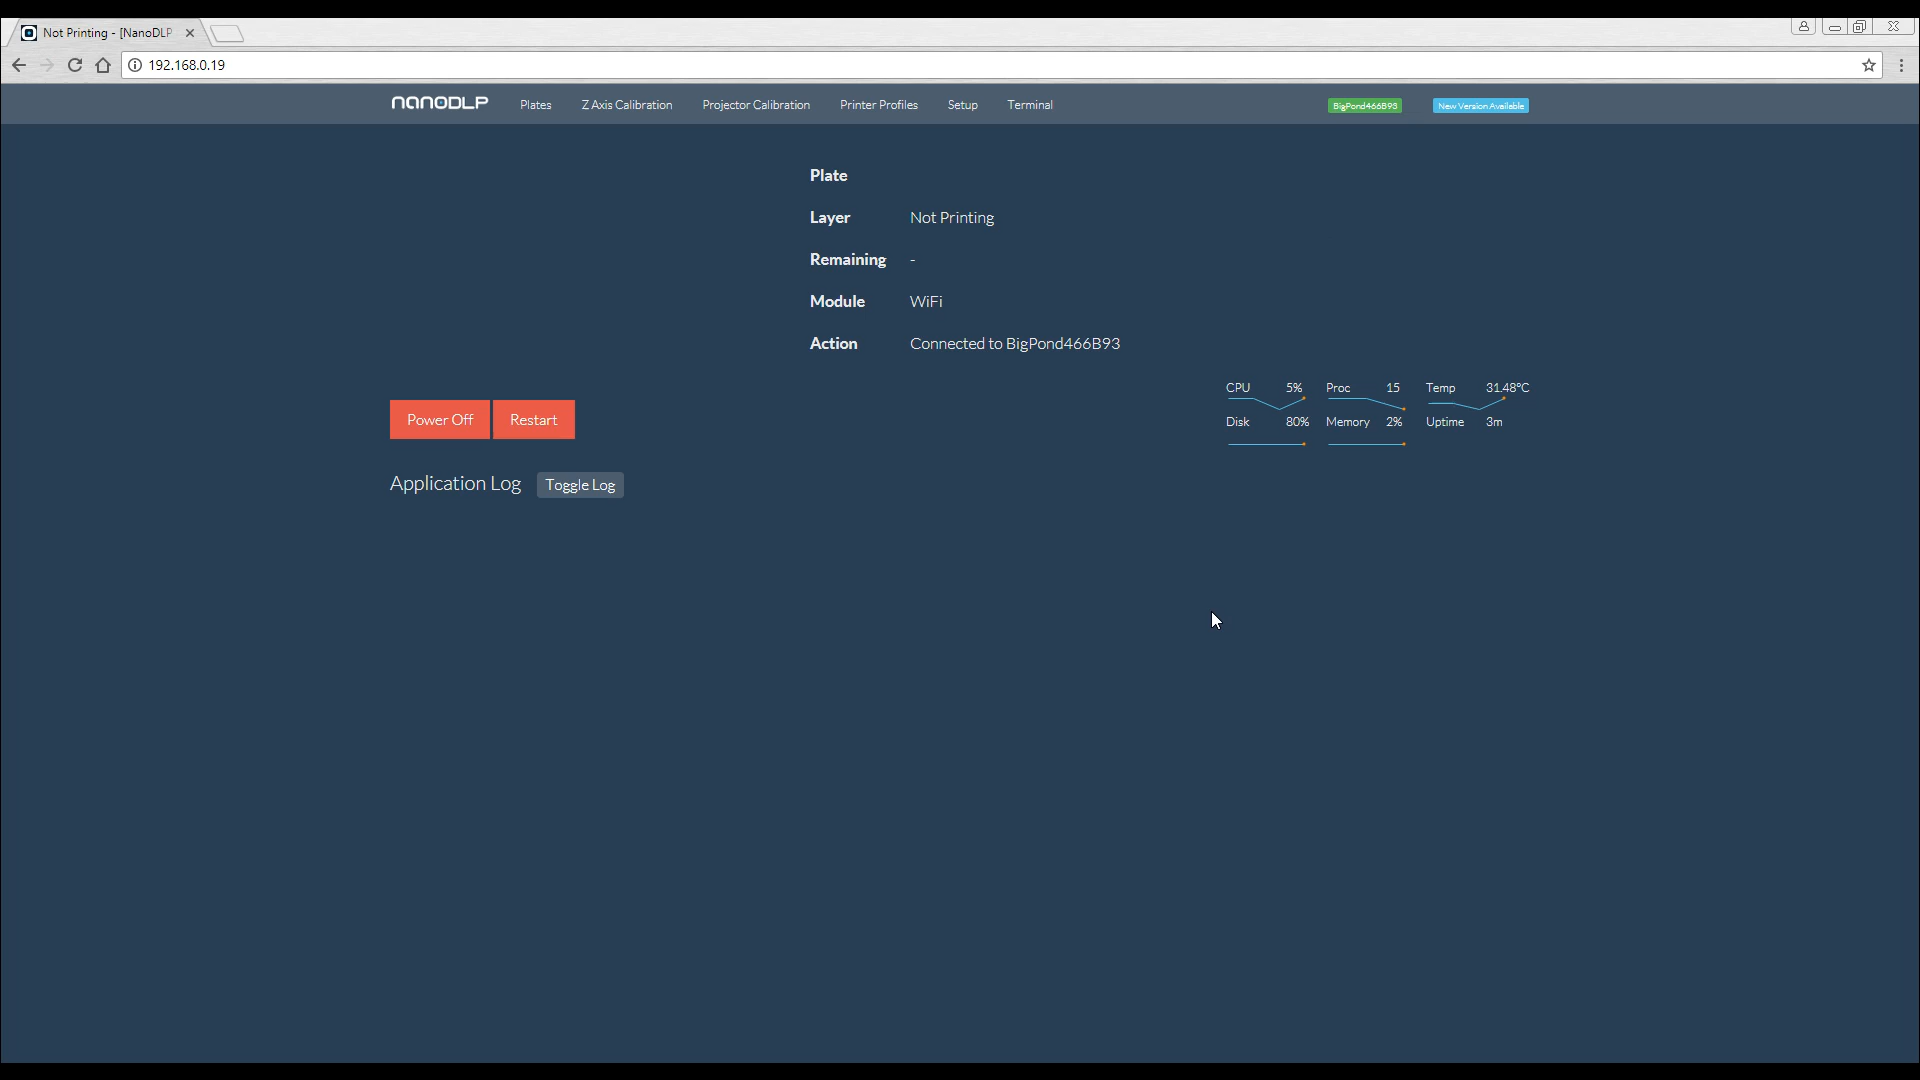 Not Printing - [NanoDLP
192.168.0.19
nanoDLP Plates Z Axis Calibration Projector Calibration Printer Profiles Setup Terminal BigPond466B93 New Version Available
Plate
Layer Not Printing
Remaining -
Module WiFi
Action Connected to BigPond466B93
CPU 5% Proc 15 Temp 31.48°C
Disk 80% Memory 2% Uptime 3m
Power Off Restart
Application Log Toggle Log